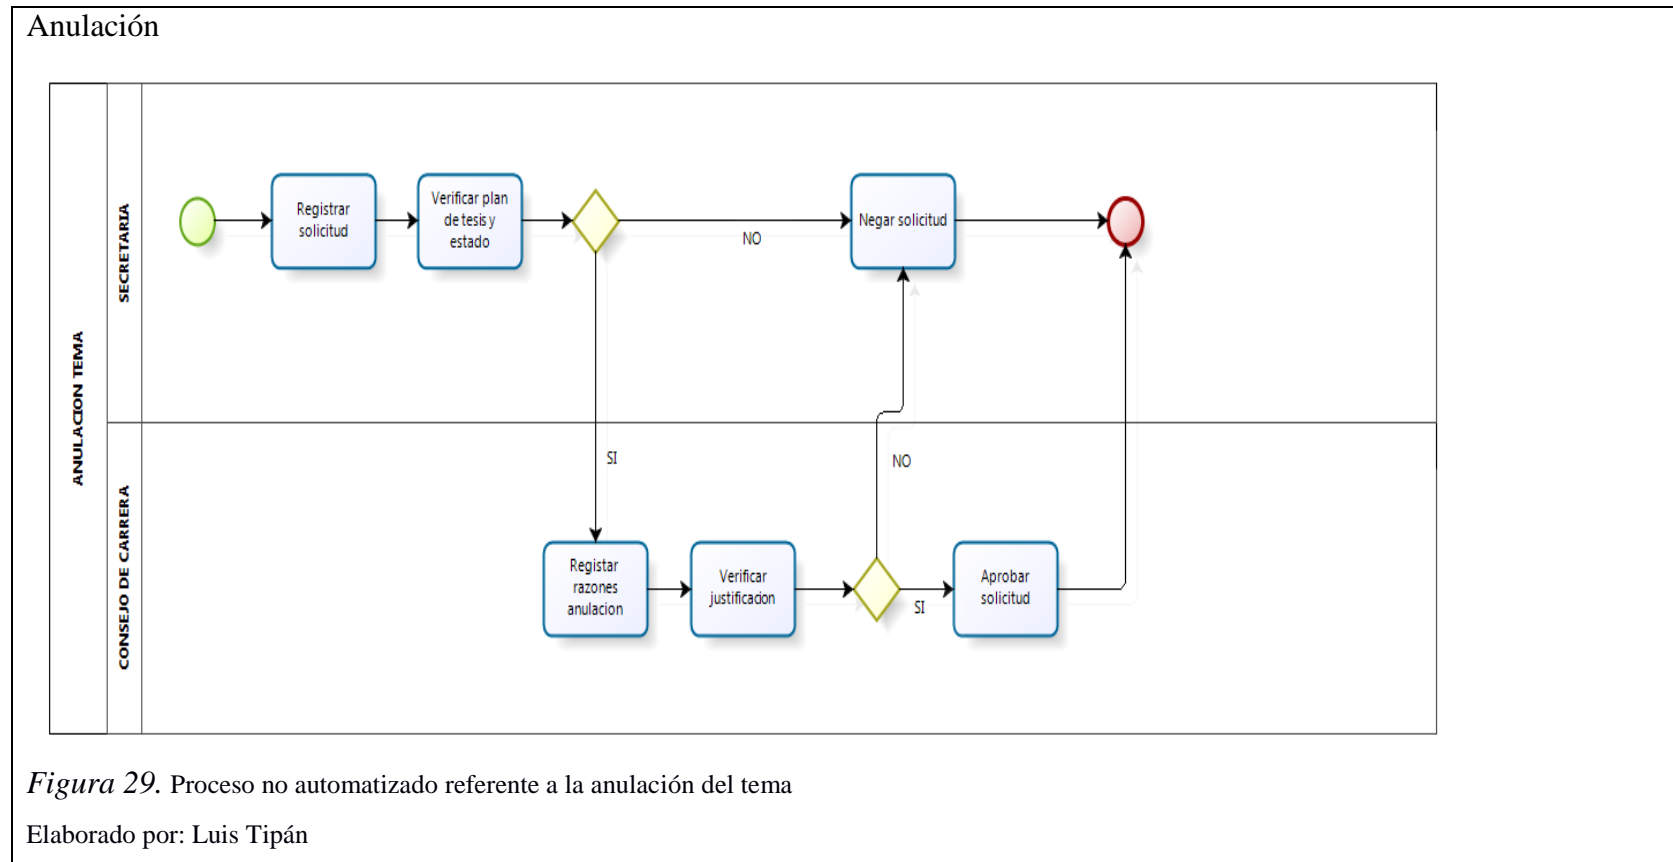 Anulación
ANULACION TEMA
SECRETARIA
Registrar
solicitud
Verificar plan
de tesis y
estado
NO
Negar solicitud
CONSEJO DE CARRERA
SI
Registar
razones
anulacion
Verificar
justificacion
NO
SI
Aprobar
solicitud
Figura 29. Proceso no automatizado referente a la anulación del tema
Elaborado por: Luis Tipán